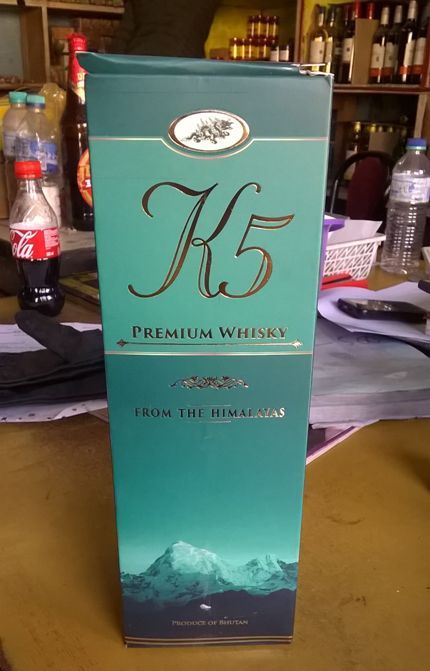 K5
PREMIUM WHISKY
FROM THE HIMALAYAS
PRODUCE OF BHUTAN